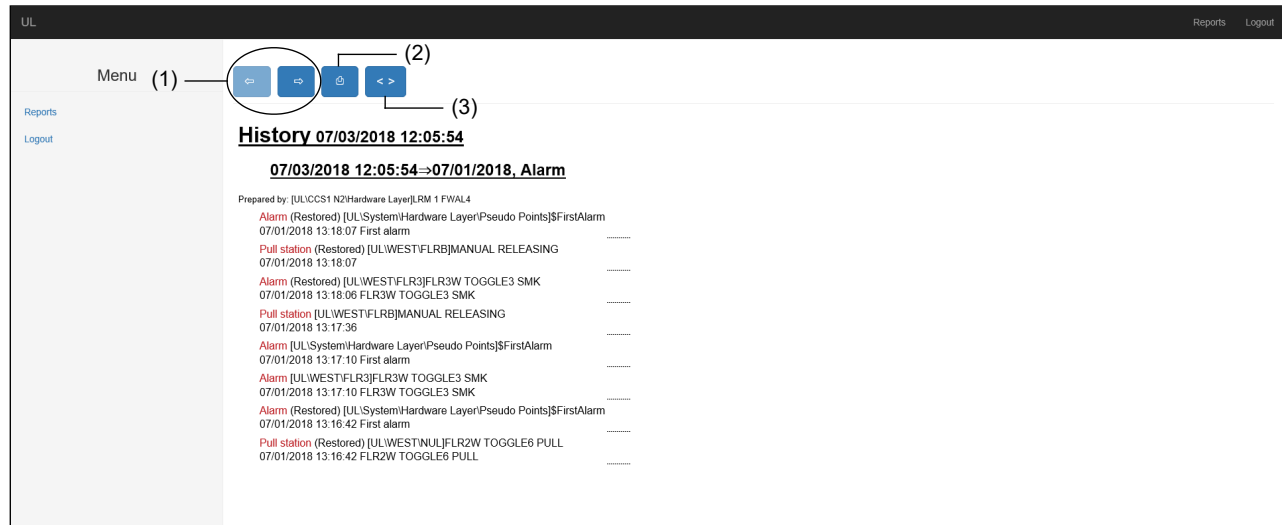 UL
Reports Logout
Menu
(1)
(2)
< >
(3)
Reports
Logout
History 07/03/2018 12:05:54
07/03/2018 12:05:54⇒07/01/2018, Alarm
Prepared by: [UL\CCS1 N2\Hardware Layer]LRM 1 FWAL4
Alarm (Restored) [UL\System\Hardware Layer\Pseudo Points]$FirstAlarm
07/01/2018 13:18:07 First alarm
Pull station (Restored) [UL\WEST\FLRB]MANUAL RELEASING
07/01/2018 13:18:07
Alarm (Restored) [UL\WEST\FLR3]FLR3W TOGGLE3 SMK
07/01/2018 13:18:06 FLR3W TOGGLE3 SMK
Pull station [UL\WEST\FLRB]MANUAL RELEASING
07/01/2018 13:17:36
Alarm [UL\System\Hardware Layer\Pseudo Points]$FirstAlarm
07/01/2018 13:17:10 First alarm
Alarm [UL\WEST\FLR3]FLR3W TOGGLE3 SMK
07/01/2018 13:17:10 FLR3W TOGGLE3 SMK
Alarm (Restored) [UL\System\Hardware Layer\Pseudo Points]$FirstAlarm
07/01/2018 13:16:42 First alarm
Pull station (Restored) [UL\WEST\NUL]FLR2W TOGGLE6 PULL
07/01/2018 13:16:42 FLR2W TOGGLE6 PULL